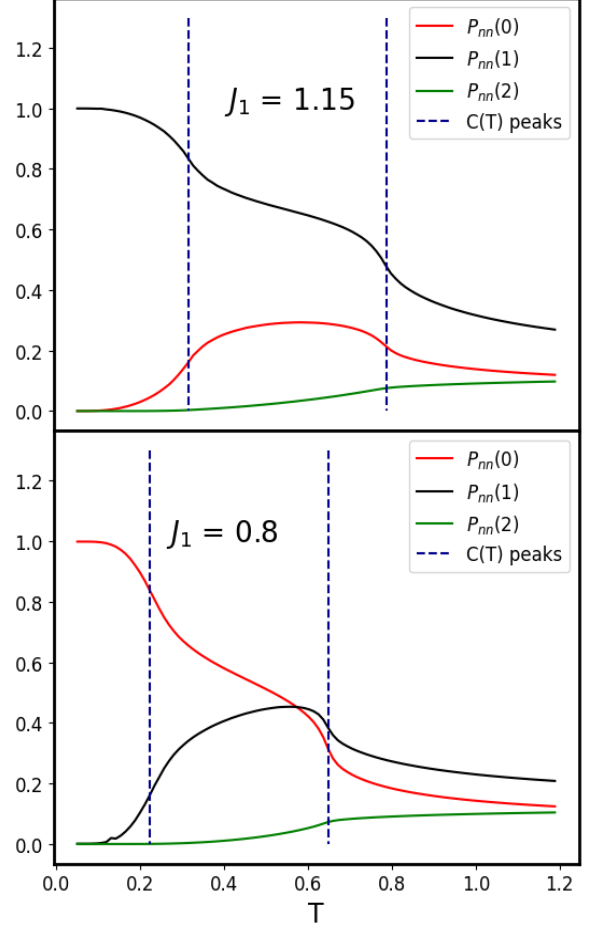 1.2
1.0
0.8
0.6
0.4
0.2
0.0
J₁ = 1.15
Pₙₙ(0)
Pₙₙ(1)
Pₙₙ(2)
C(T) peaks
1.2
1.0
0.8
0.6
0.4
0.2
0.0
J₁ = 0.8
Pₙₙ(0)
Pₙₙ(1)
Pₙₙ(2)
C(T) peaks
0.0 0.2 0.4 0.6 0.8 1.0 1.2
T